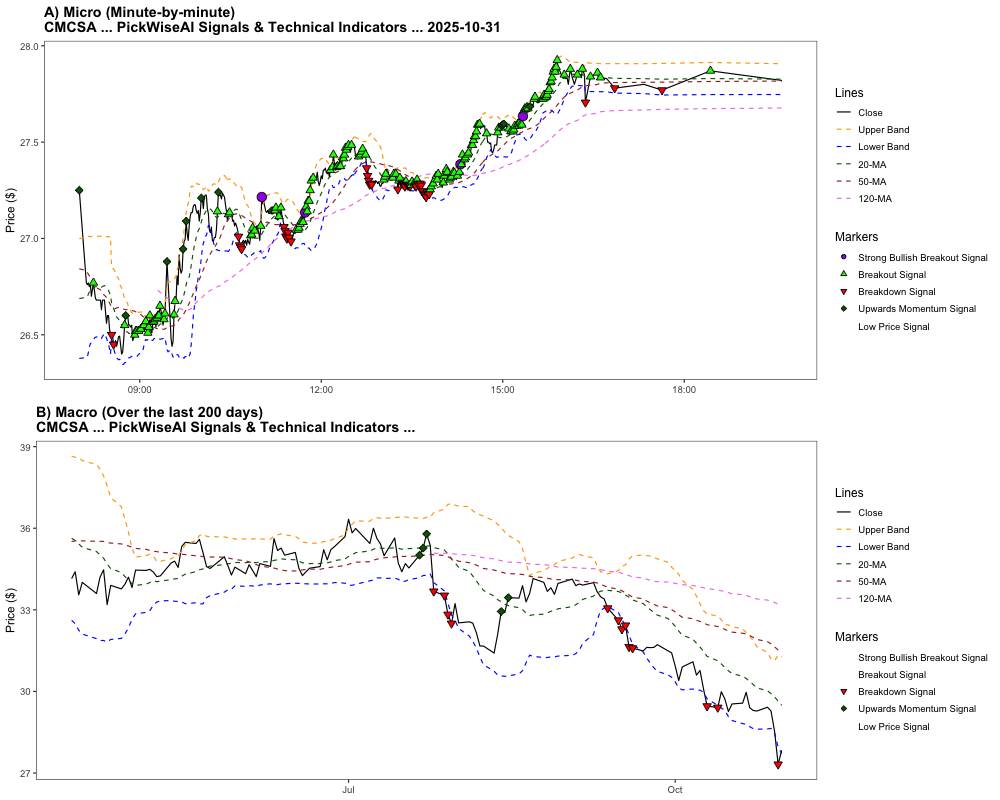 A) Micro (Minute-by-minute)
CMCSA ... PickWiseAI Signals & Technical Indicators ... 2025-10-31
28.0
27.5
27.0
26.5
Price ($)
09:00
12:00
15:00
18:00
Lines
Close
Upper Band
Lower Band
20-MA
50-MA
120-MA
Markers
Strong Bullish Breakout Signal
Breakout Signal
Breakdown Signal
Upwards Momentum Signal
Low Price Signal
B) Macro (Over the last 200 days)
CMCSA ... PickWiseAI Signals & Technical Indicators ...
39
36
33
30
27
Price ($)
Jul
Oct
Lines
Close
Upper Band
Lower Band
20-MA
50-MA
120-MA
Markers
Strong Bullish Breakout Signal
Breakout Signal
Breakdown Signal
Upwards Momentum Signal
Low Price Signal